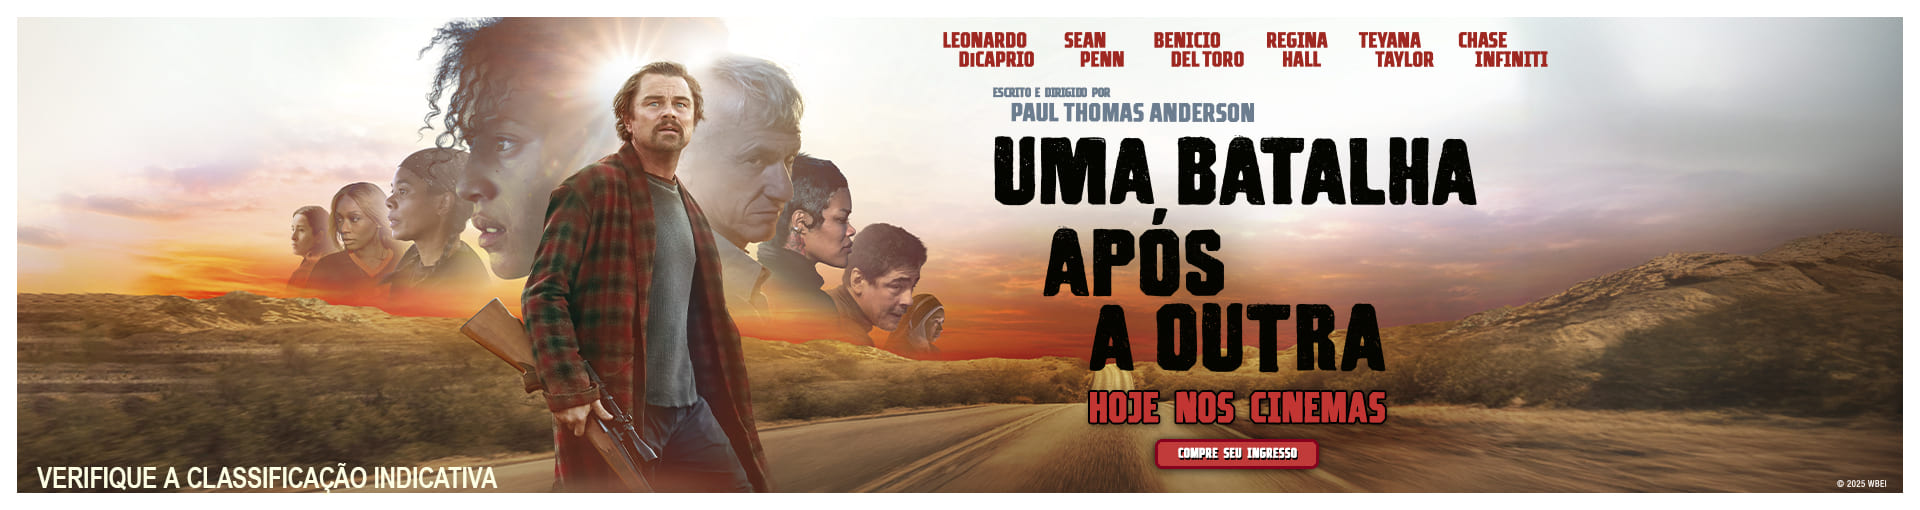 LEONARDO DiCAPRIO
SEAN PENN
BENICIO DEL TORO
REGINA HALL
TEYANA TAYLOR
CHASE INFINITI
ESCRITO E DIRIGIDO POR
PAUL THOMAS ANDERSON
UMA BATALHA
APÓS
A OUTRA
HOJE NOS CINEMAS
COMPRE SEU INGRESSO
VERIFIQUE A CLASSIFICAÇÃO INDICATIVA
© 2025 WBEI